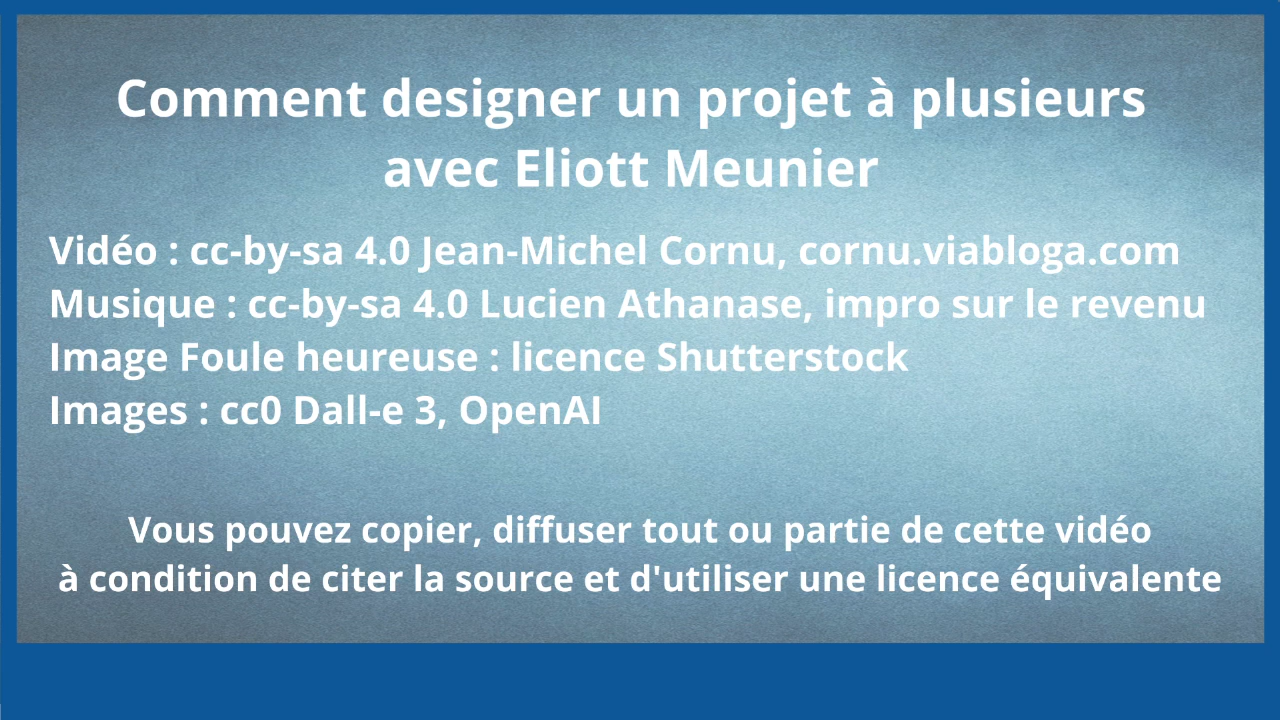 Comment designer un projet à plusieurs
avec Eliott Meunier
Vidéo : cc-by-sa 4.0 Jean-Michel Cornu, cornu.viabloga.com
Musique : cc-by-sa 4.0 Lucien Athanase, impro sur le revenu
Image Foule heureuse : licence Shutterstock
Images : cc0 Dall-e 3, OpenAI
Vous pouvez copier, diffuser tout ou partie de cette vidéo
à condition de citer la source et d'utiliser une licence équivalente